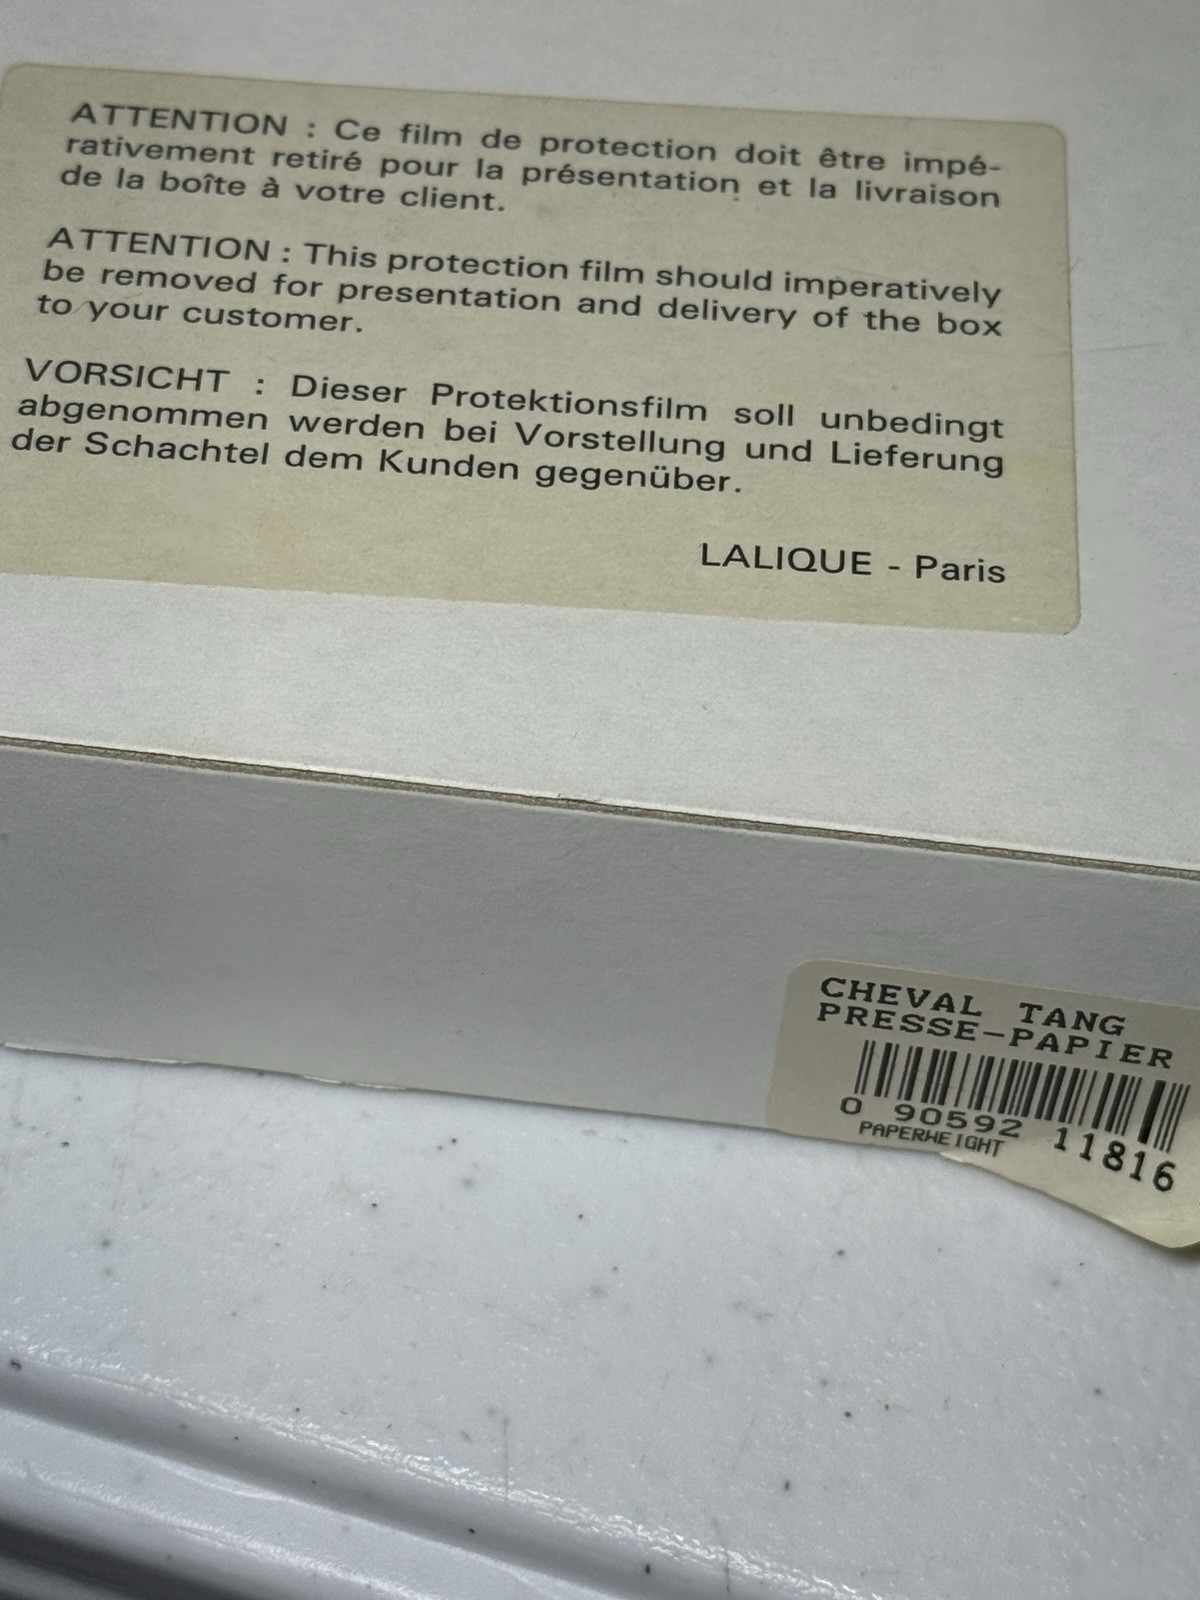 ATTENTION : Ce film de protection doit être impé-
rativement retiré pour la présentation et la livraison
de la boîte à votre client.
ATTENTION : This protection film should imperatively
be removed for presentation and delivery of the box
to your customer.
VORSICHT : Dieser Protektionsfilm soll unbedingt
abgenommen werden bei Vorstellung und Lieferung
der Schachtel dem Kunden gegenüber.
LALIQUE - Paris
CHEVAL TANG
PRESSE-PAPIER
0 90592 11816
PAPERWEIGHT